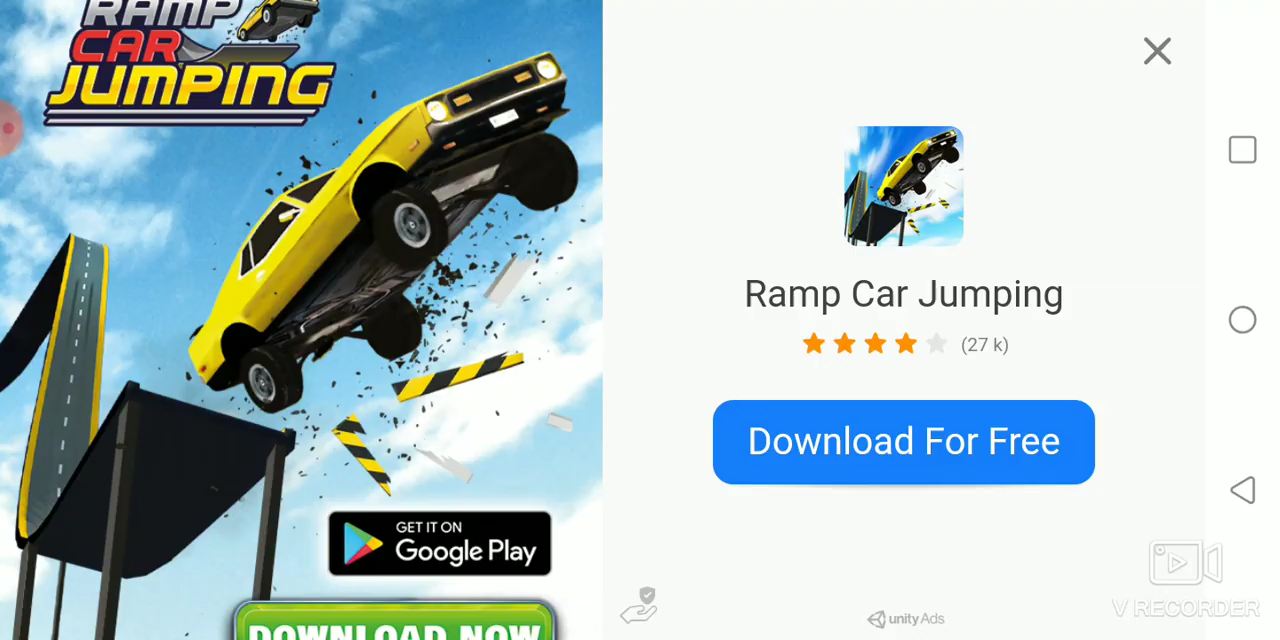 RAMP
CAR
JUMPING
GET IT ON
Google Play
DOWNLOAD NOW
Ramp Car Jumping
(27 k)
Download For Free
unity Ads
V RECORDER